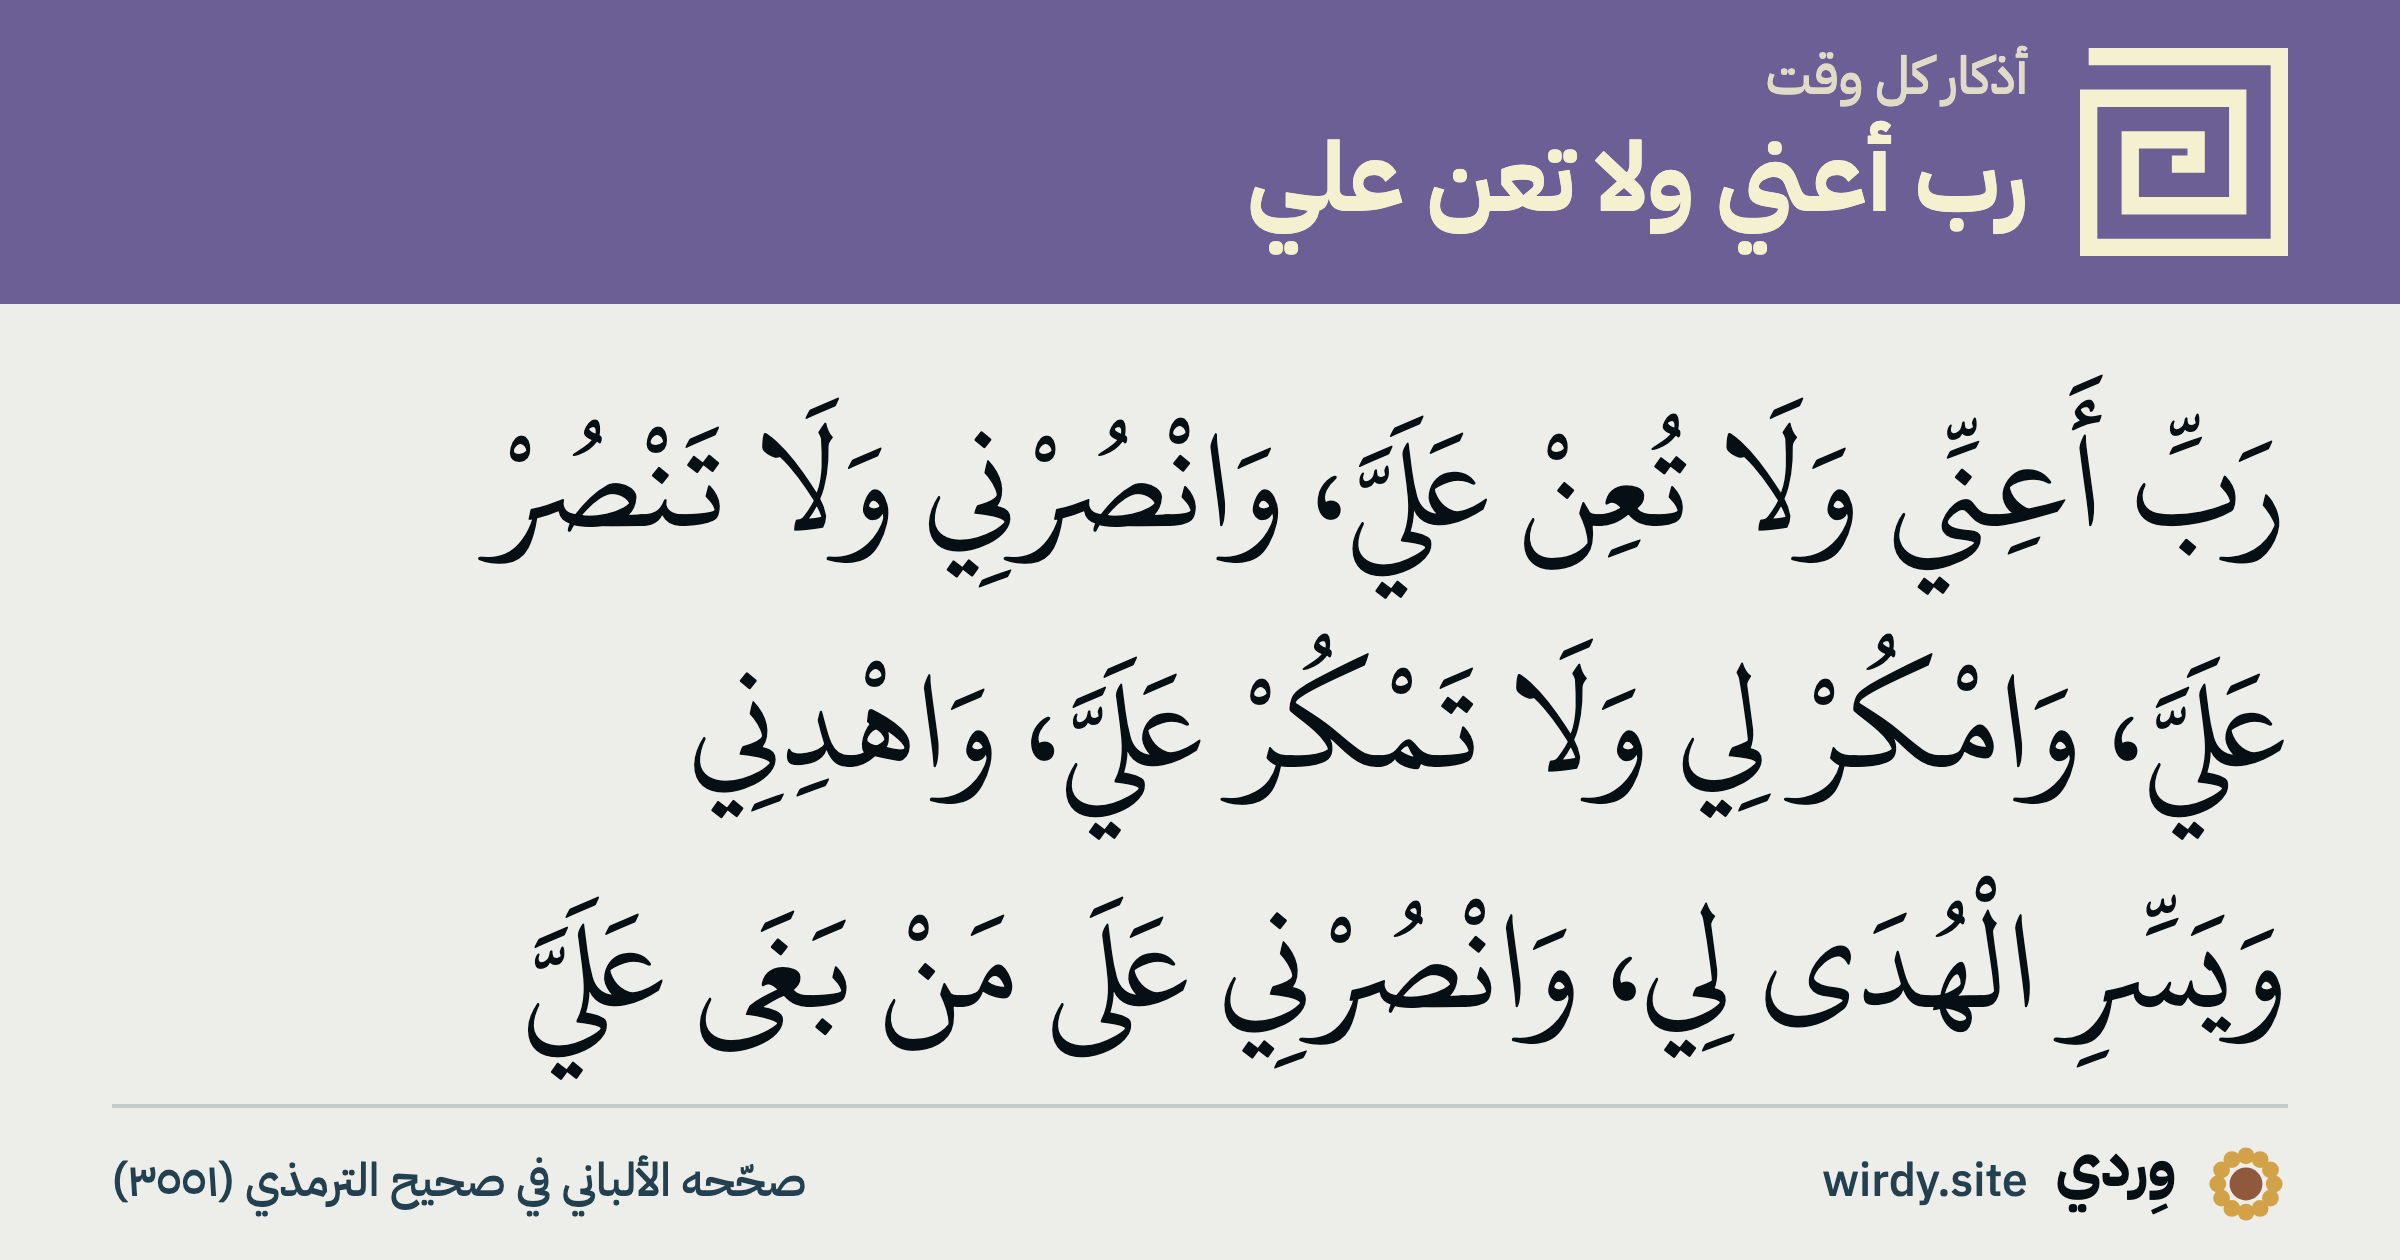 أذكار كل وقت
رب أعني ولا تعن علي
رَبِّ أَعِنِّي وَلَا تُعِنْ عَلَيَّ، وَانْصُرْنِي وَلَا تَنْصُرْ
عَلَيَّ، وَامْكُرْ لِي وَلَا تَمْكُرْ عَلَيَّ، وَاهْدِنِي
وَيَسِّرِ الْهُدَى لِي، وَانْصُرْنِي عَلَى مَنْ بَغَى عَلَيَّ
وِردي wirdy.site
صحّحه الألباني في صحيح الترمذي (٣٥٥١)